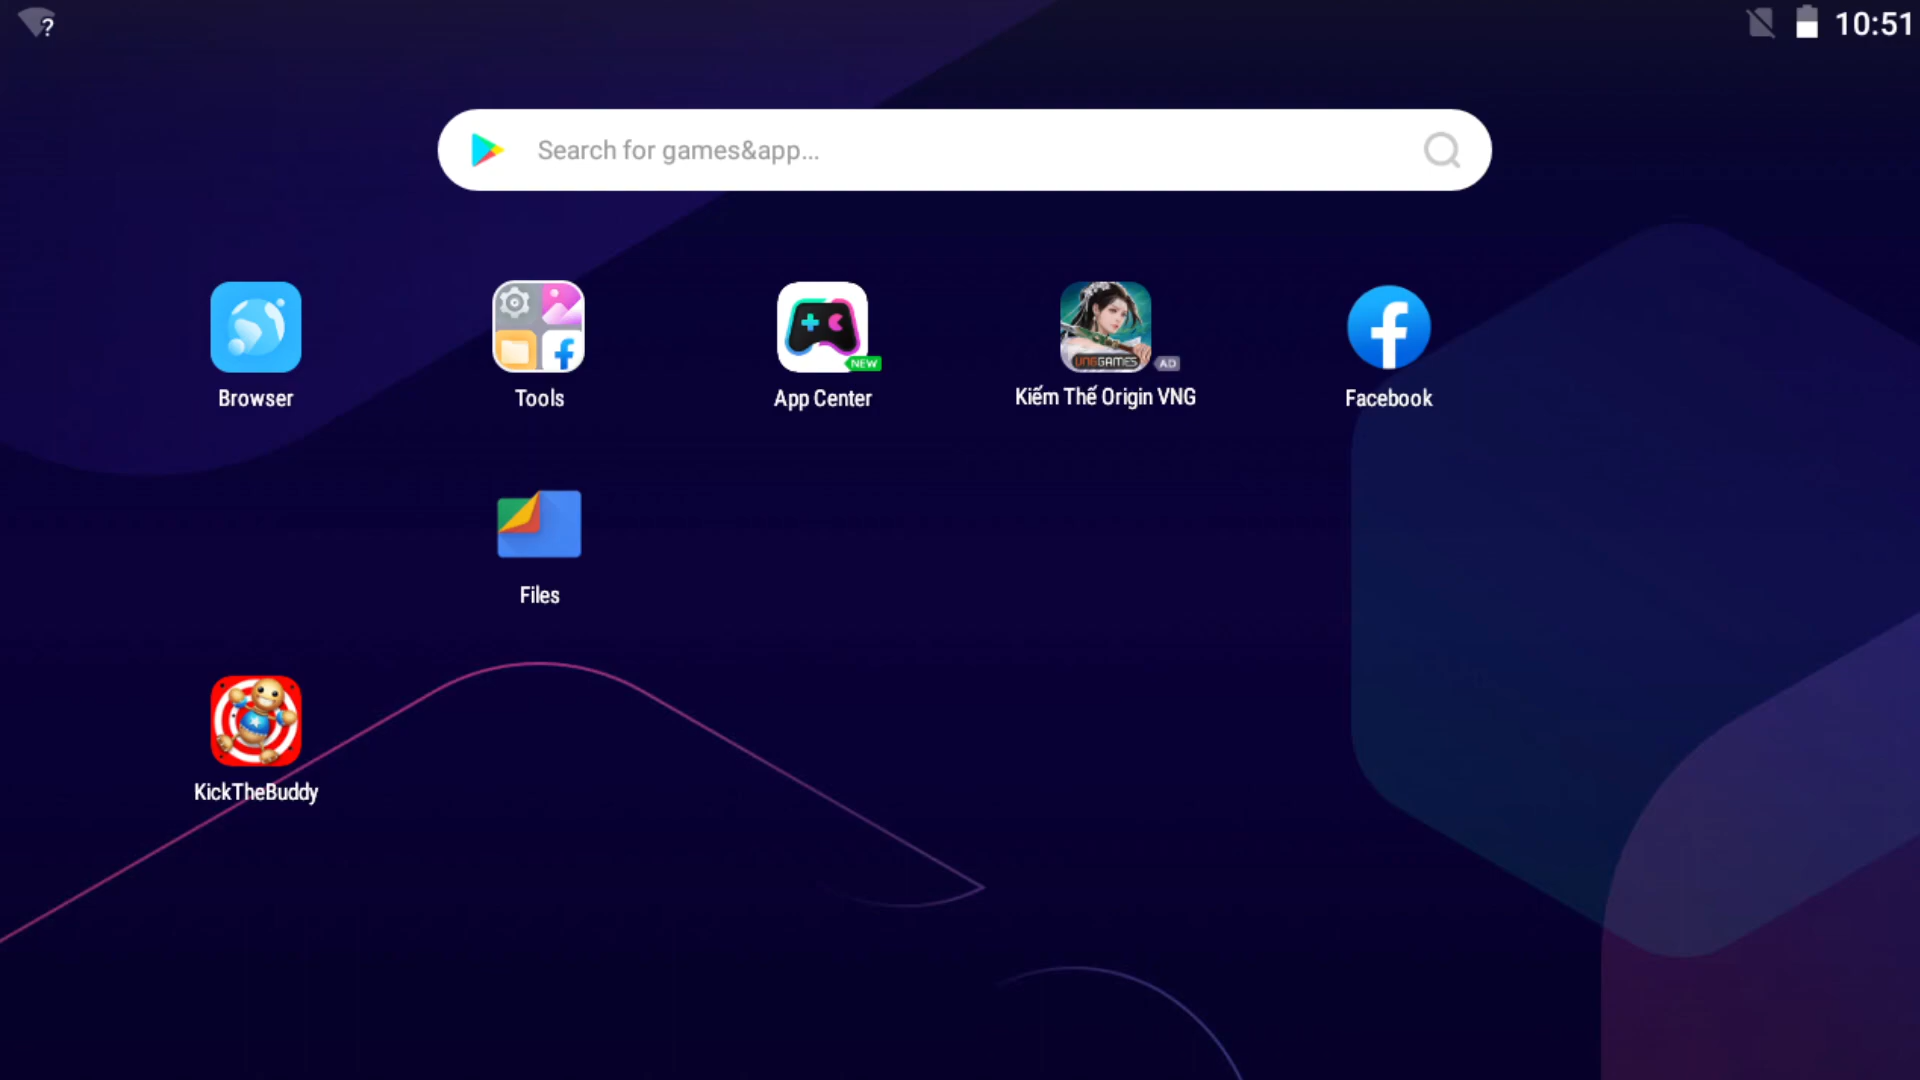 ?
10:51
Search for games&app...
NEW
VNGGAMES
AD
Browser
Tools
App Center
Kiếm Thế Origin VNG
Facebook
Files
KickTheBuddy